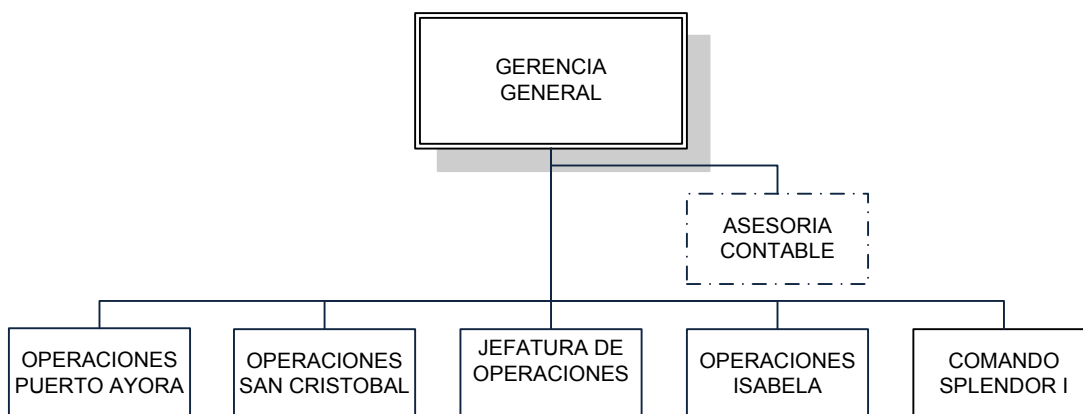 GERENCIA
GENERAL
ASESORIA
CONTABLE
OPERACIONES
PUERTO AYORA
OPERACIONES
SAN CRISTOBAL
JEFATURA DE
OPERACIONES
OPERACIONES
ISABELA
COMANDO
SPLENDOR I